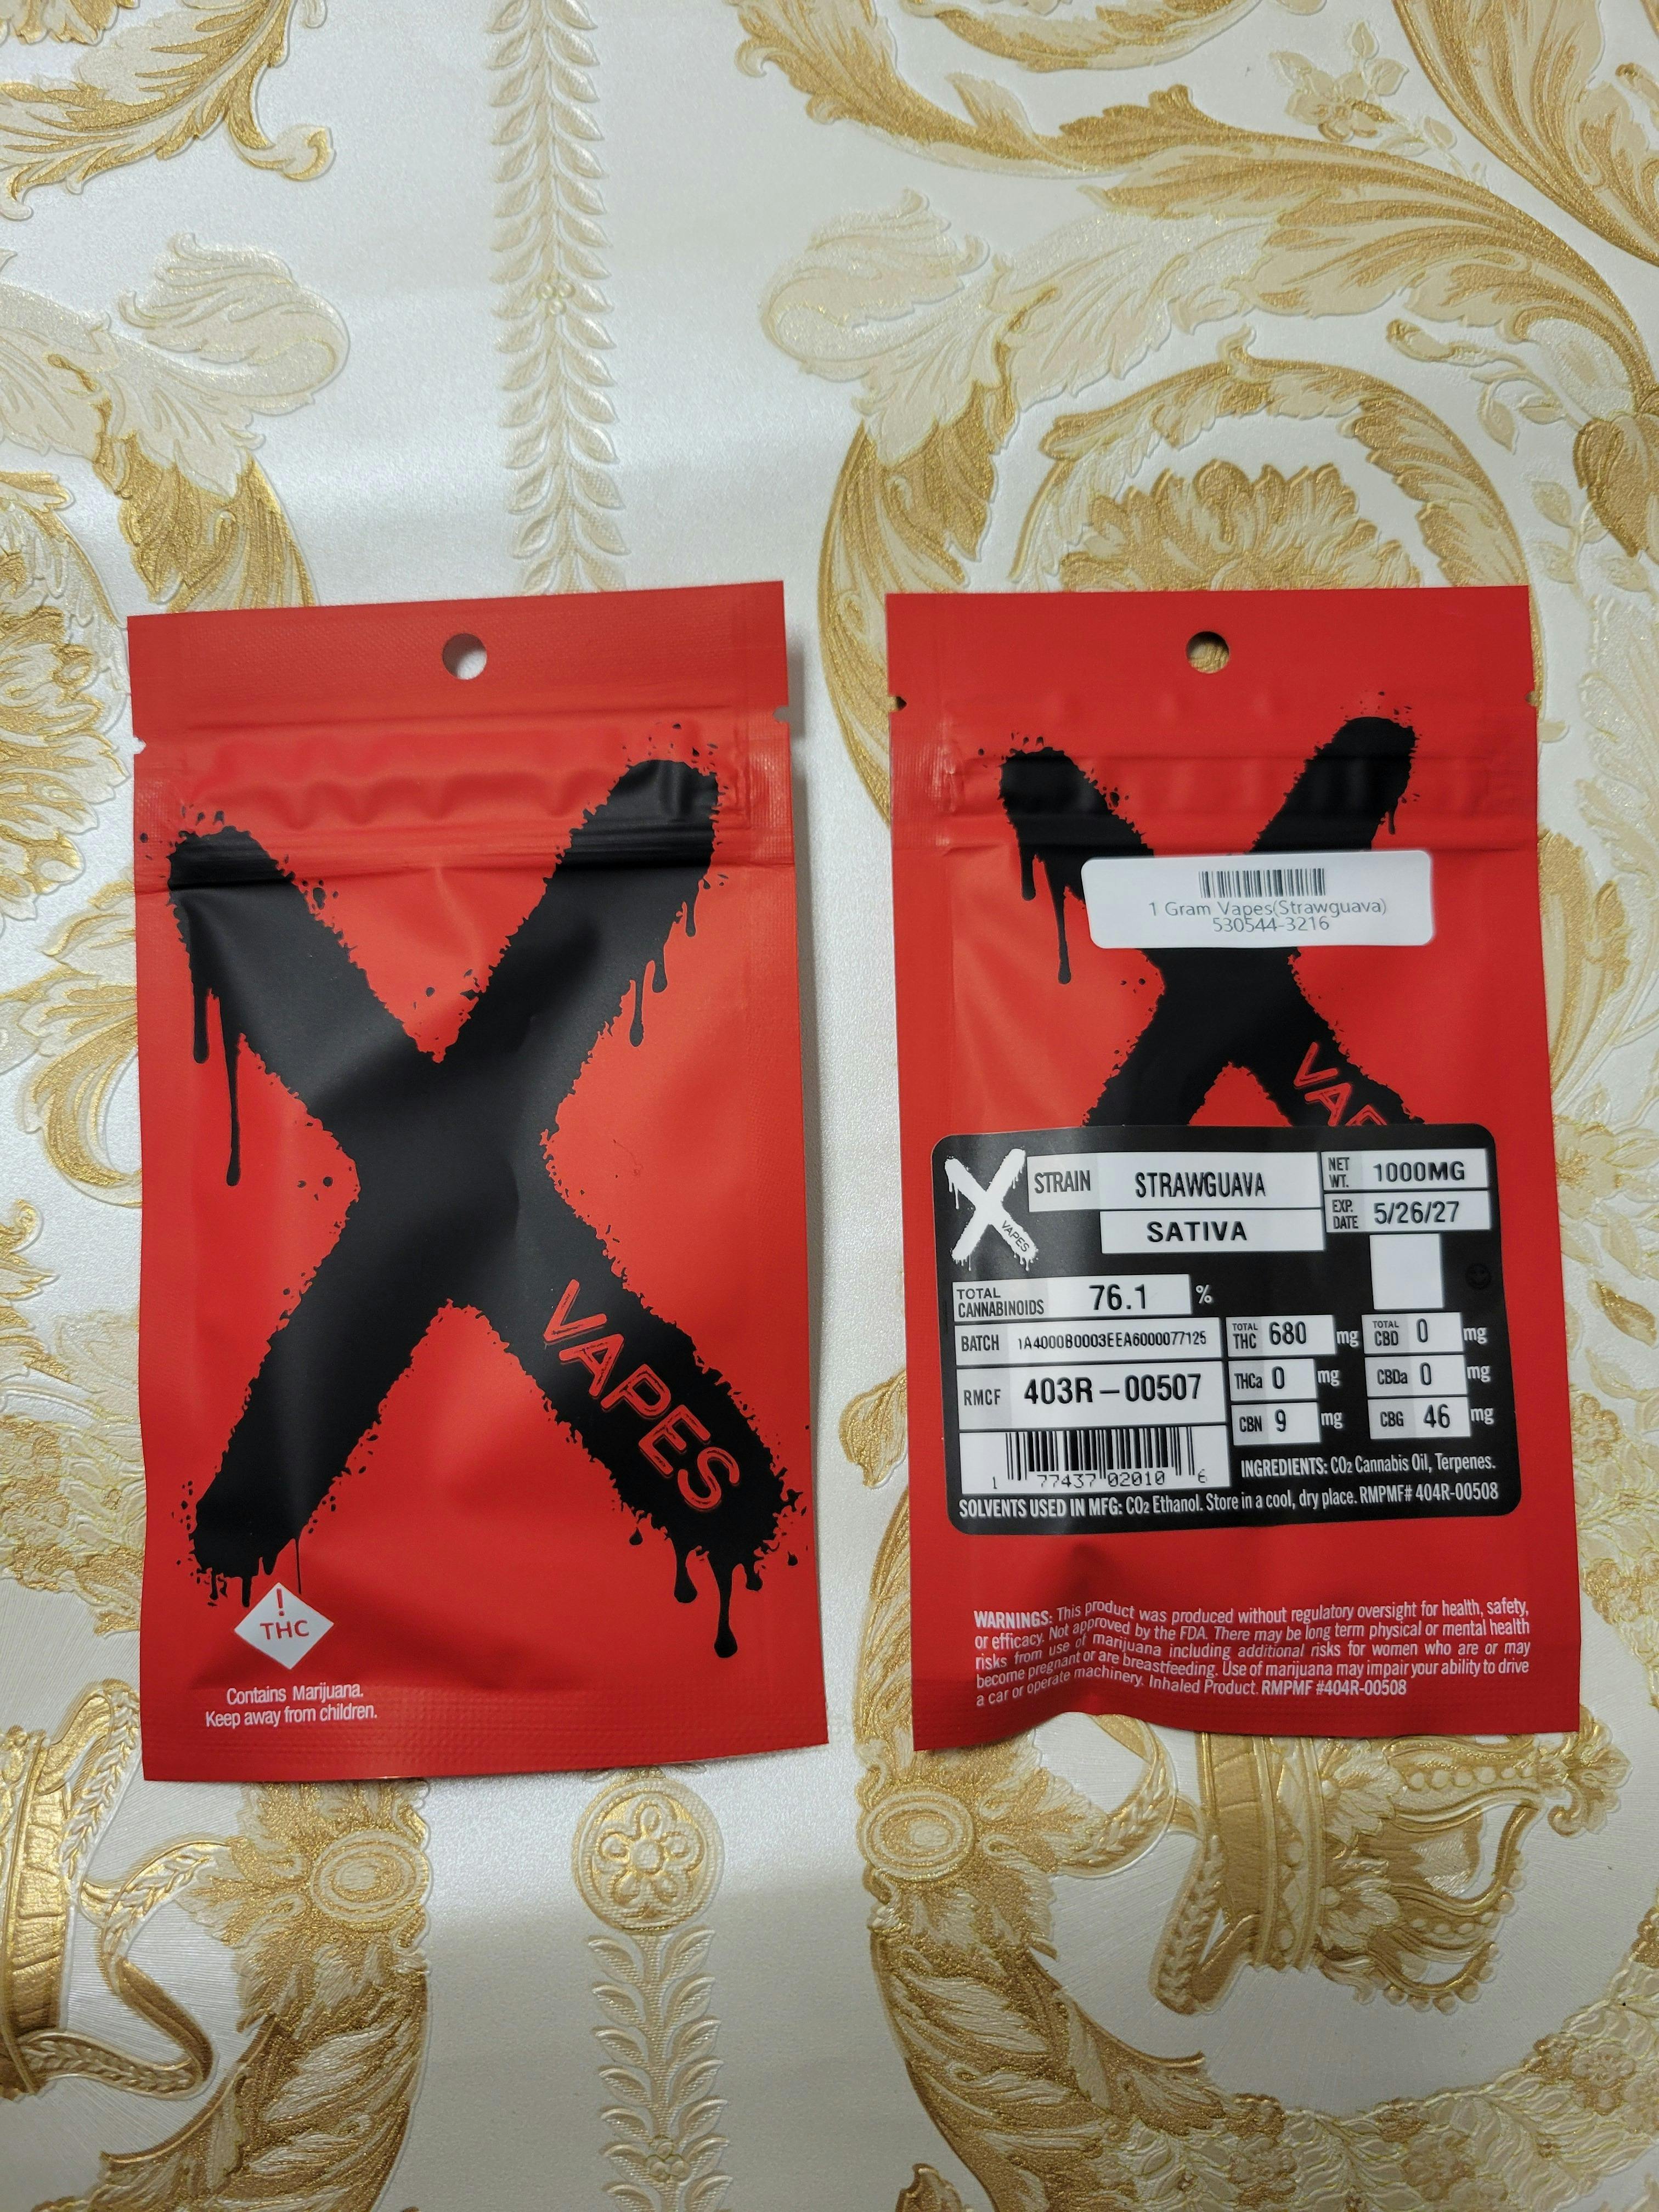 X
VAPES
!
THC
Contains Marijuana.
Keep away from children.
X
VAP
1 Gram Vapes(Strawguava)
530544-3216
X
VAPES
STRAIN STRAWGUAVA
SATIVA
NET WT. 1000MG
EXP. DATE 5/26/27
TOTAL CANNABINOIDS 76.1 %
BATCH 1A4000B0003EEA6000077125
TOTAL THC 680 mg
TOTAL CBD 0 mg
RMCF 403R-00507
THCa 0 mg
CBDa 0 mg
CBN 9 mg
CBG 46 mg
1 77437 02010 6
INGREDIENTS: CO2 Cannabis Oil, Terpenes.
SOLVENTS USED IN MFG: CO2 Ethanol. Store in a cool, dry place. RMPMF# 404R-00508
WARNINGS: This product was produced without regulatory oversight for health, safety,
or efficacy. Not approved by the FDA. There may be long term physical or mental health
risks from use of marijuana including additional risks for women who are or may
become pregnant or are breastfeeding. Use of marijuana may impair your ability to drive
a car or operate machinery. Inhaled Product. RMPMF #404R-00508